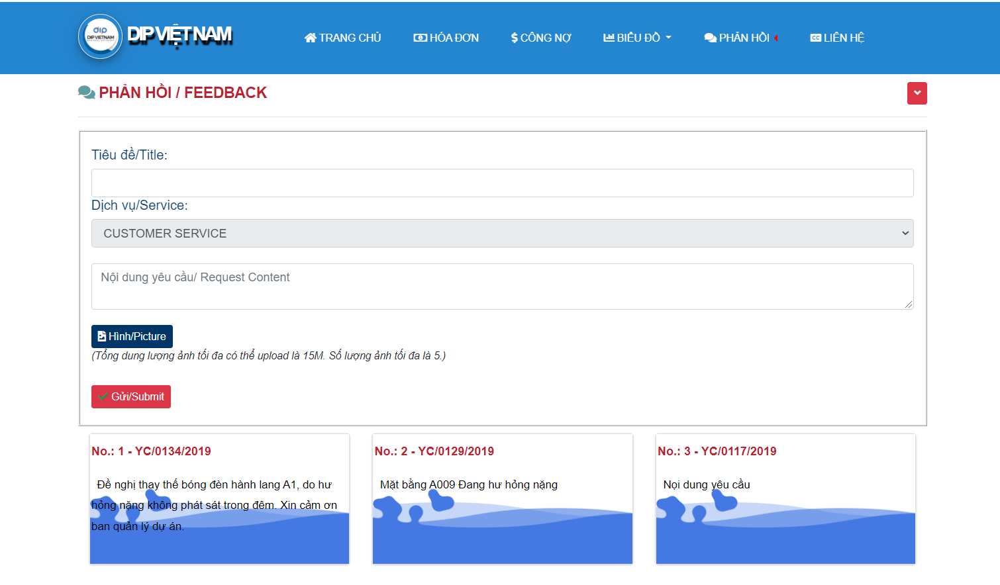 dip
DIP VIETNAM
BUSINESS SOFTWARE
DIP VIỆT NAM
TRANG CHỦ
HÓA ĐƠN
CÔNG NỢ
BIỂU ĐỒ
PHẢN HỒI
LIÊN HỆ
PHẢN HỒI / FEEDBACK
Tiêu đề/Title:
Dịch vụ/Service:
CUSTOMER SERVICE
Nội dung yêu cầu/ Request Content
Hình/Picture
(Tổng dung lượng ảnh tối đa có thể upload là 15M. Số lượng ảnh tối đa là 5.)
Gửi/Submit
No.: 1 - YC/0134/2019
Đề nghị thay thế bóng đèn hành lang A1, do hư
hỏng nặng không phát sát trong đêm. Xin cảm ơn
ban quản lý dự án.
No.: 2 - YC/0129/2019
Mặt bằng A009 Đang hư hỏng nặng
No.: 3 - YC/0117/2019
Nọi dung yêu cầu